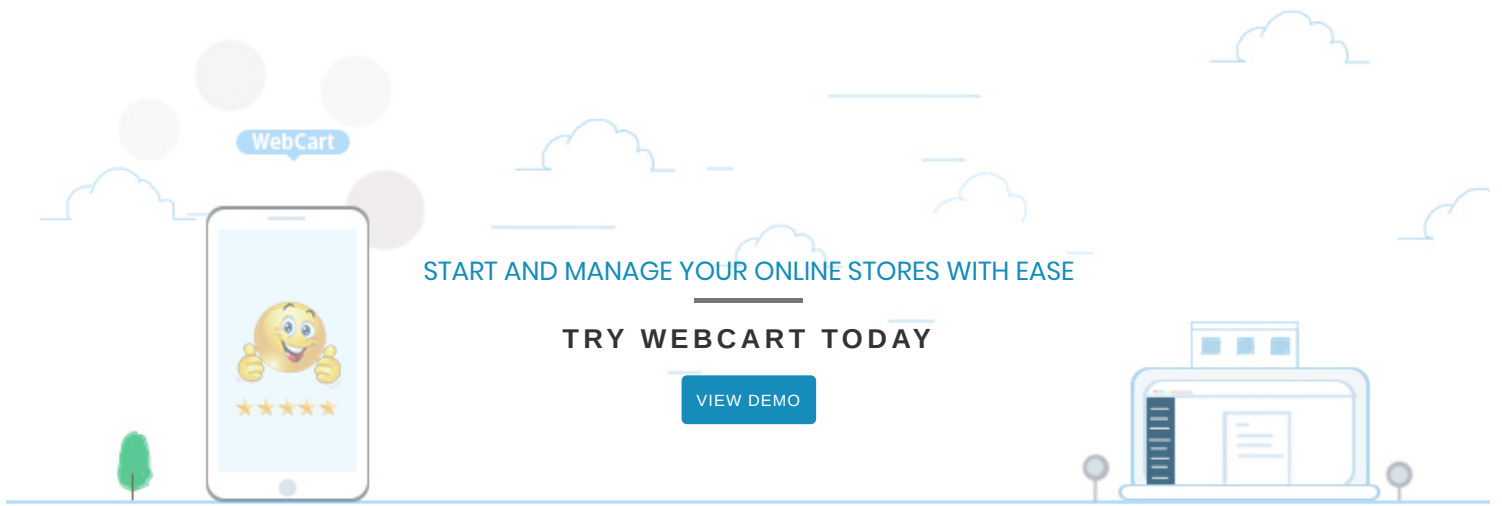 WebCart
START AND MANAGE YOUR ONLINE STORES WITH EASE
TRY WEBCART TODAY
VIEW DEMO